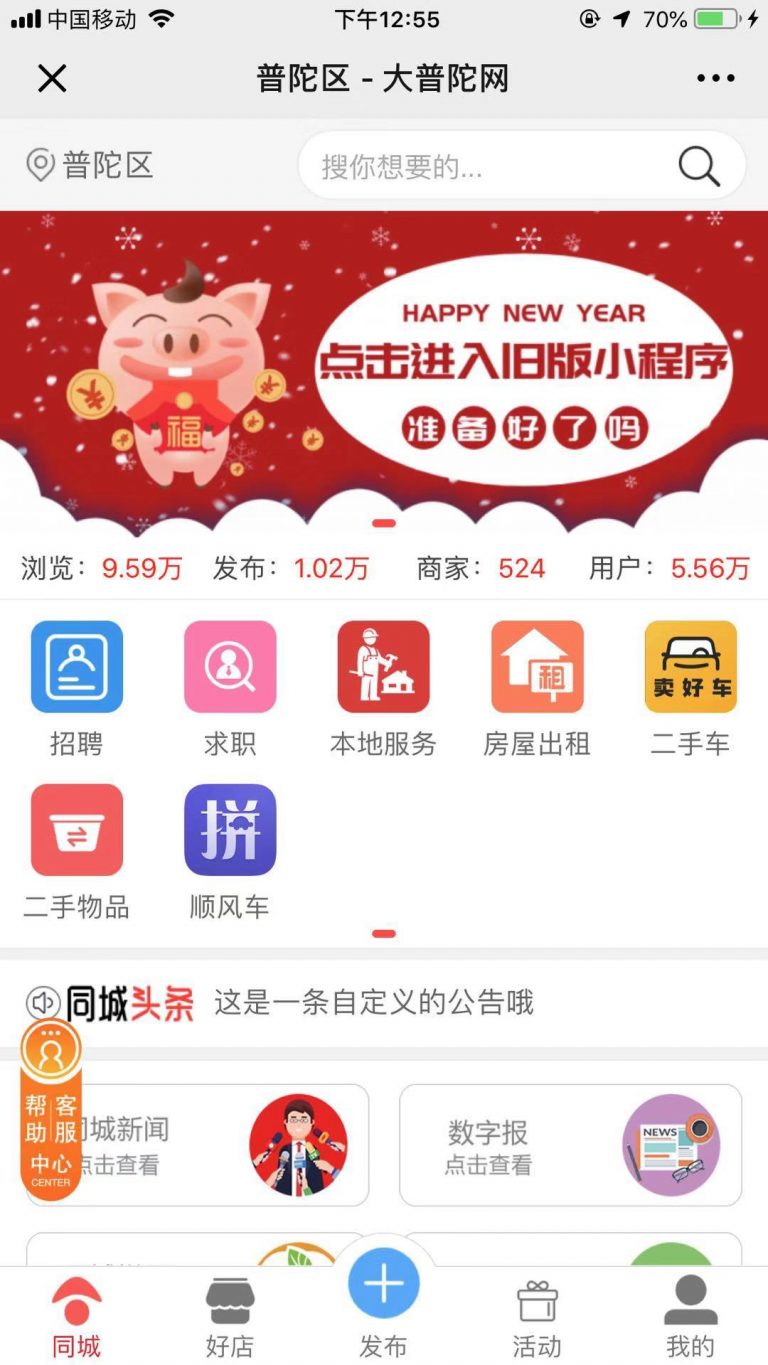 中国移动
下午12:55
70%
普陀区 - 大普陀网
普陀区
搜你想要的...
HAPPY NEW YEAR
点击进入旧版小程序
准备好了吗
福
浏览：9.59万 发布：1.02万 商家：524 用户：5.56万
租
卖好车
招聘 求职 本地服务 房屋出租 二手车
拼
二手物品 顺风车
同城头条 这是一条自定义的公告哦
帮助 客服
中心
CENTER
城新闻
点击查看
数字报
点击查看
NEWS
同城 好店 发布 活动 我的